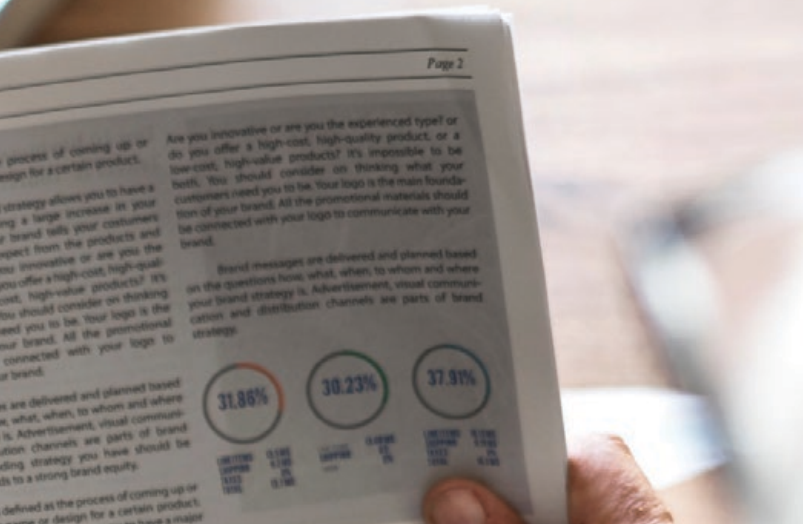 Page 2
process of coming up or
design for a certain product.
strategy allows you to have a
a large increase in your
brand tells your costumers
expect from the products and
you innovative or are you the
you offer a high-cost, high-qual-
cost, high-value products? It's
You should consider on thinking
need you to be. Your logo is the
your brand. All the promotional
connected with your logo to
brand.
are delivered and planned based
what, when, to whom and where
is. Advertisement, visual communi-
channels are parts of brand
strategy you have should be
to a strong brand equity.
defined as the process of coming up or
or design for a certain product.
to have a major
Are you innovative or are you the experienced type? or
do you offer a high-cost, high-quality product, or a
low-cost, high-value products? It's impossible to be
both. You should consider on thinking what your
customers need you to be. Your logo is the main founda-
tion of your brand. All the promotional materials should
be connected with your logo to communicate with your
brand.
Brand messages are delivered and planned based
on the questions how, what, when, to whom and where
your brand strategy is. Advertisement, visual communi-
cation and distribution channels are parts of brand
strategy.
31.86% 30.23% 37.91%